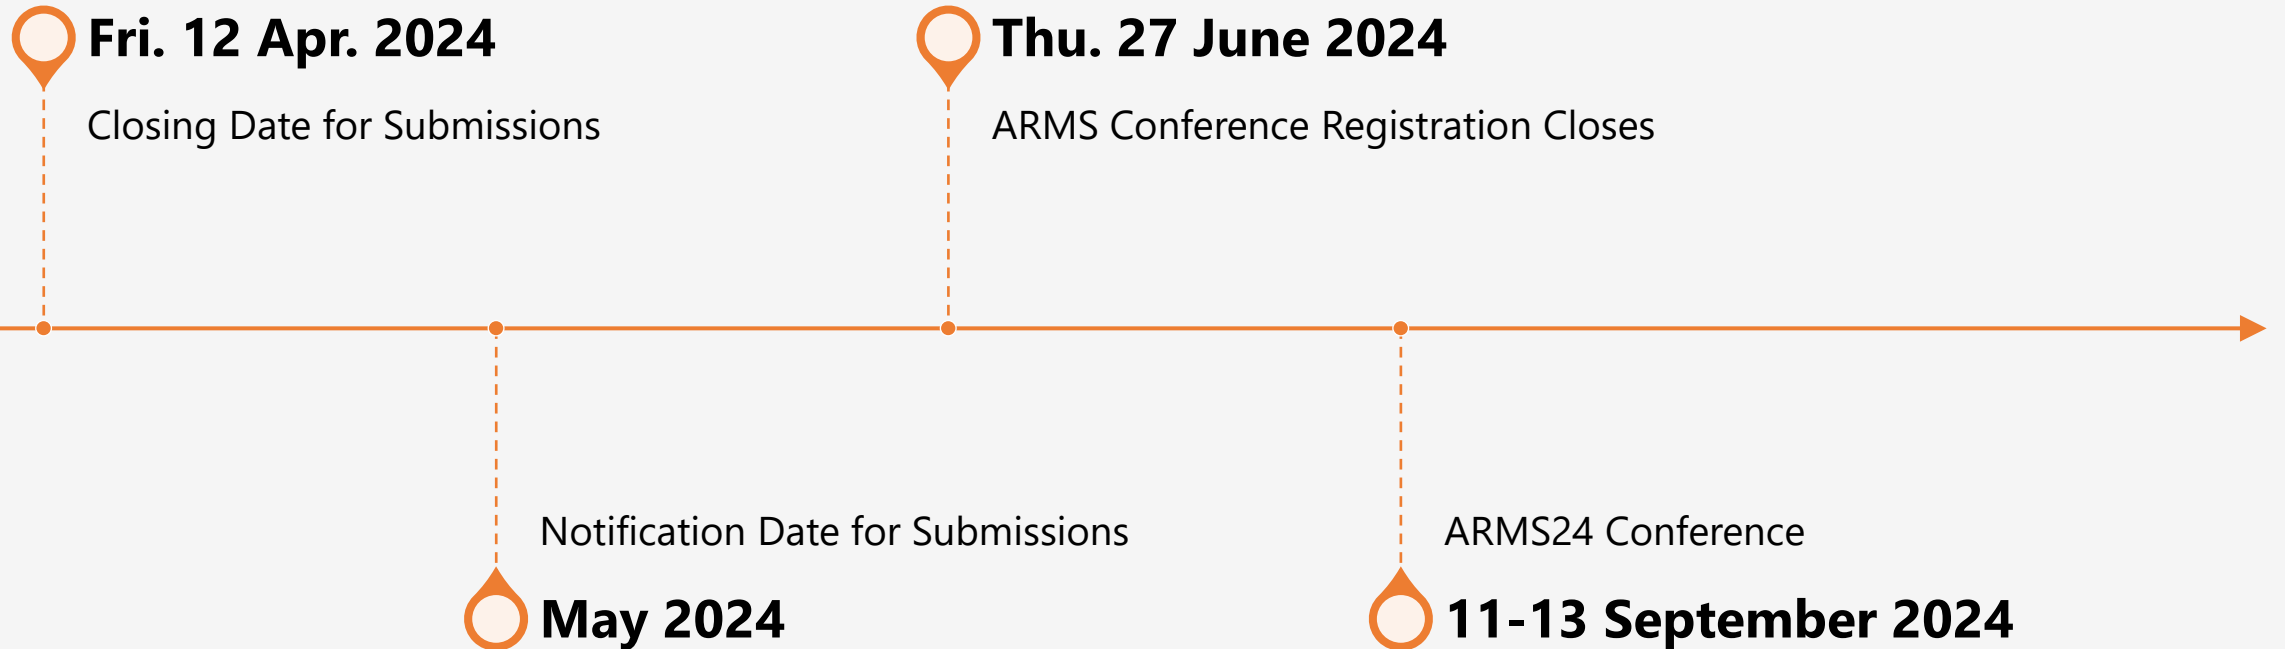 Fri. 12 Apr. 2024
Closing Date for Submissions
Thu. 27 June 2024
ARMS Conference Registration Closes
Notification Date for Submissions
May 2024
ARMS24 Conference
11-13 September 2024